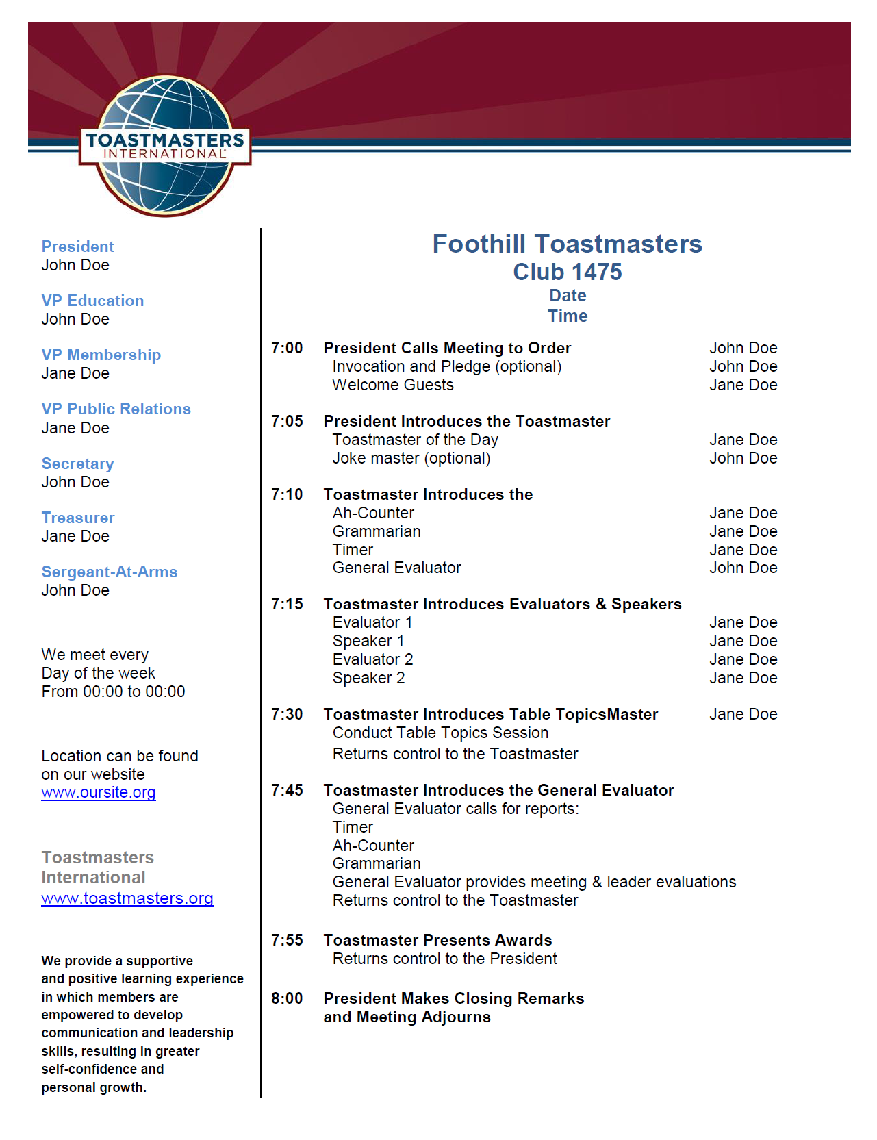 TOASTMASTERS
INTERNATIONAL
President
John Doe
VP Education
John Doe
VP Membership
Jane Doe
VP Public Relations
Jane Doe
Secretary
John Doe
Treasurer
Jane Doe
Sergeant-At-Arms
John Doe
We meet every
Day of the week
From 00:00 to 00:00
Location can be found
on our website
www.oursite.org
Toastmasters
International
www.toastmasters.org
We provide a supportive
and positive learning experience
in which members are
empowered to develop
communication and leadership
skills, resulting in greater
self-confidence and
personal growth.
Foothill Toastmasters
Club 1475
Date
Time
7:00 President Calls Meeting to Order John Doe
Invocation and Pledge (optional) John Doe
Welcome Guests Jane Doe
7:05 President Introduces the Toastmaster
Toastmaster of the Day Jane Doe
Joke master (optional) John Doe
7:10 Toastmaster Introduces the
Ah-Counter Jane Doe
Grammarian Jane Doe
Timer Jane Doe
General Evaluator John Doe
7:15 Toastmaster Introduces Evaluators & Speakers
Evaluator 1 Jane Doe
Speaker 1 Jane Doe
Evaluator 2 Jane Doe
Speaker 2 Jane Doe
7:30 Toastmaster Introduces Table TopicsMaster Jane Doe
Conduct Table Topics Session
Returns control to the Toastmaster
7:45 Toastmaster Introduces the General Evaluator
General Evaluator calls for reports:
Timer
Ah-Counter
Grammarian
General Evaluator provides meeting & leader evaluations
Returns control to the Toastmaster
7:55 Toastmaster Presents Awards
Returns control to the President
8:00 President Makes Closing Remarks
and Meeting Adjourns